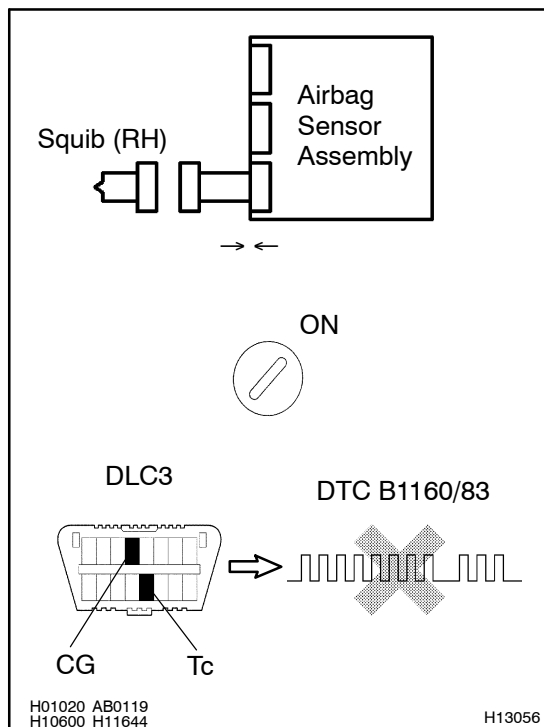 Airbag
Sensor
Assembly
Squib (RH)
ON
DLC3
DTC B1160/83
CG
Tc
H01020 AB0119
H10600 H11644
H13056